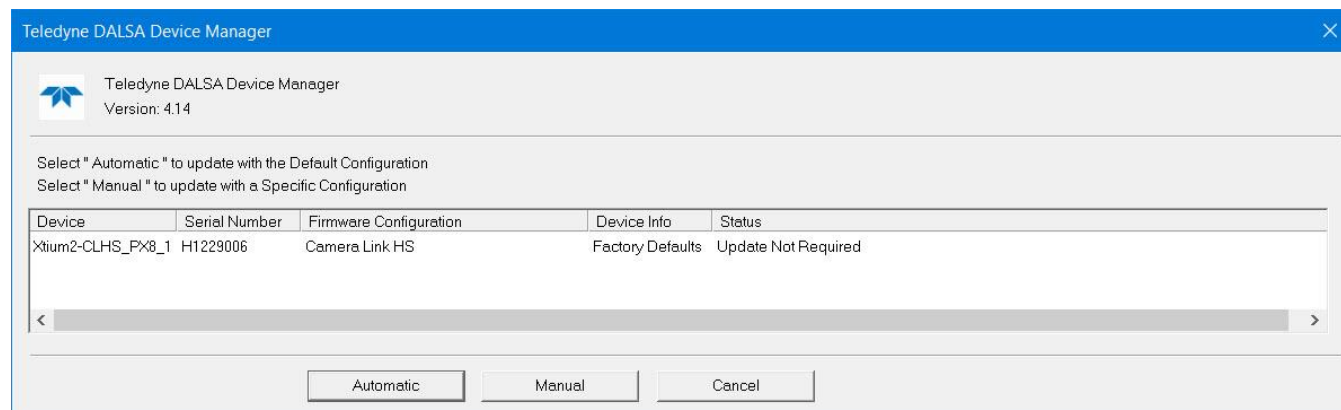 Teledyne DALSA Device Manager
Teledyne DALSA Device Manager
Version: 4.14
Select " Automatic " to update with the Default Configuration
Select " Manual " to update with a Specific Configuration
Device Serial Number Firmware Configuration Device Info Status
Xtium2-CLHS_PX8_1 H1229006 Camera Link HS Factory Defaults Update Not Required
Automatic Manual Cancel